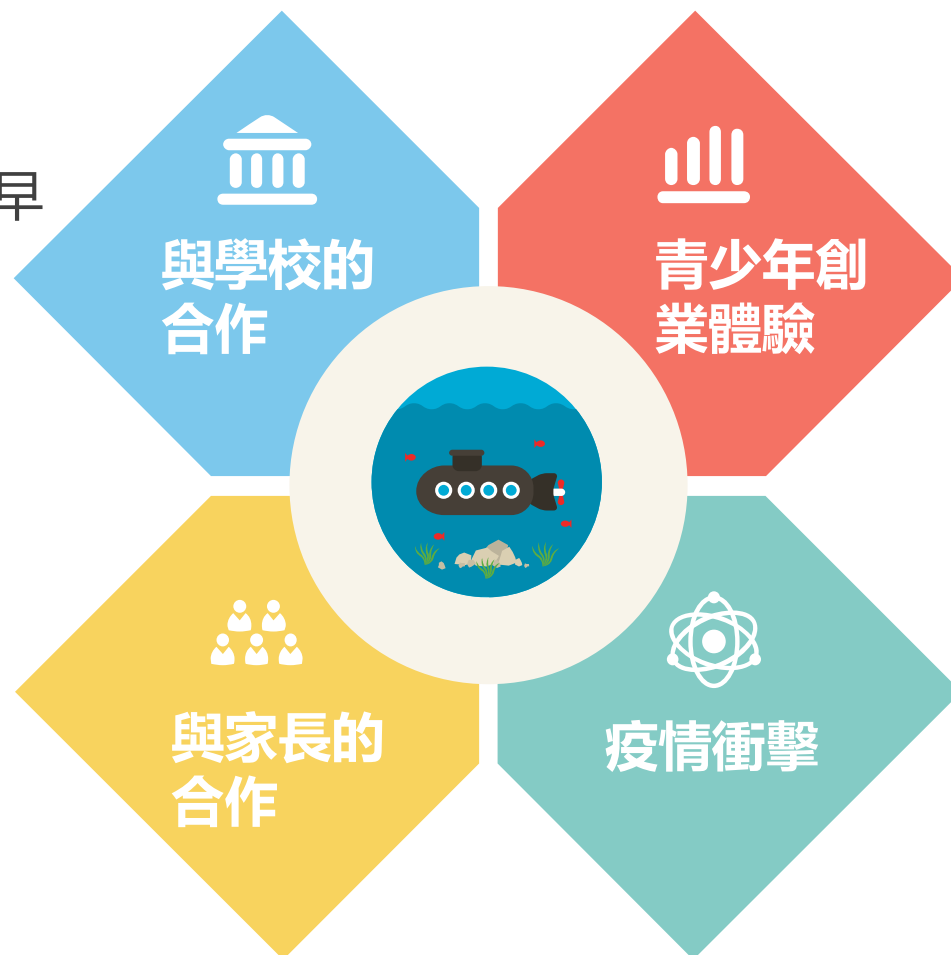 早
與學校的
合作
青少年創
業體驗
與家長的
合作
疫情衝擊